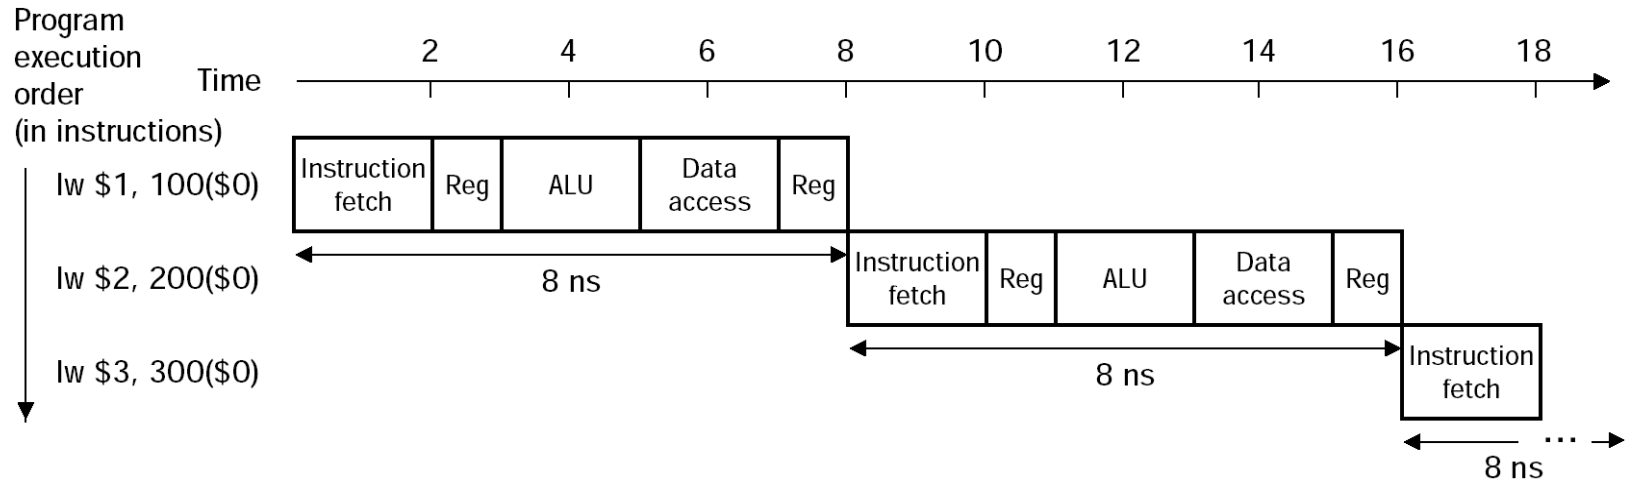 Program
execution
order
(in instructions)
Time
2 4 6 8 10 12 14 16 18
lw $1, 100($0)
Instruction
fetch
Reg
ALU
Data
access
Reg
8 ns
lw $2, 200($0)
Instruction
fetch
Reg
ALU
Data
access
Reg
8 ns
lw $3, 300($0)
Instruction
fetch
...
8 ns